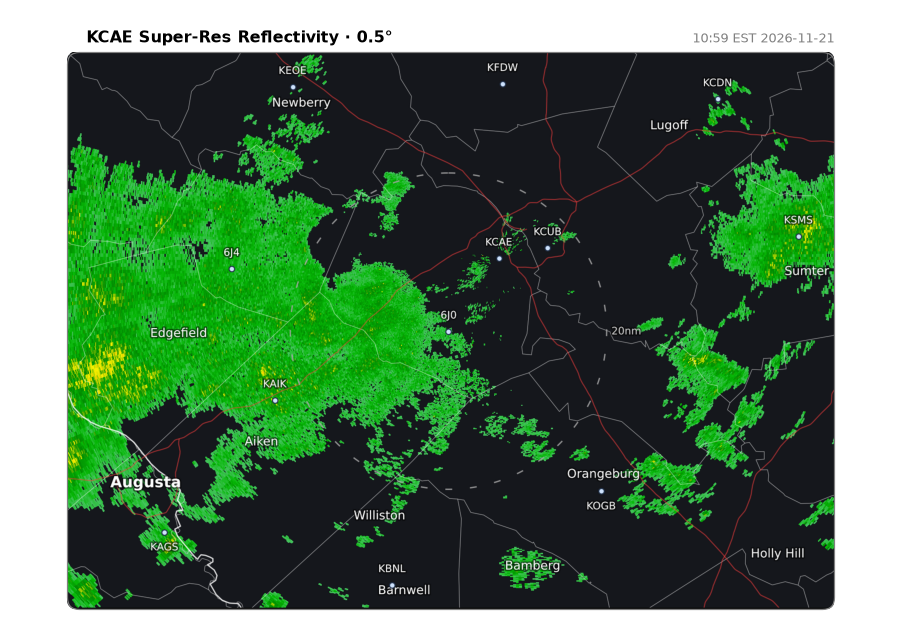 KCAE Super-Res Reflectivity · 0.5°
10:59 EST 2026-11-21
KEOE
KFDW
KCDN
Newberry
Lugoff
KSMS
KCUB
KCAE
6J4
Sumter
6J0
Edgefield
20nm
KAIK
Aiken
Orangeburg
Augusta
KOGB
Williston
KAGS
Holly Hill
KBNL
Bamberg
Barnwell